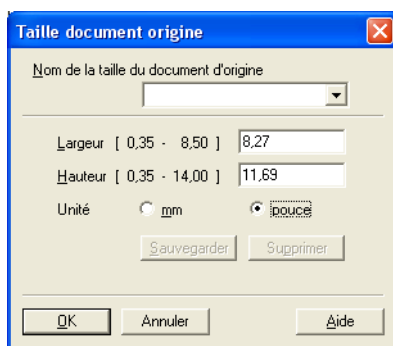 Taille document origine
Nom de la taille du document d'origine
Largeur [ 0,35 - 8,50 ] 8,27
Hauteur [ 0,35 - 14,00 ] 11,69
Unité mm pouce
Sauvegarder Supprimer
OK Annuler Aide